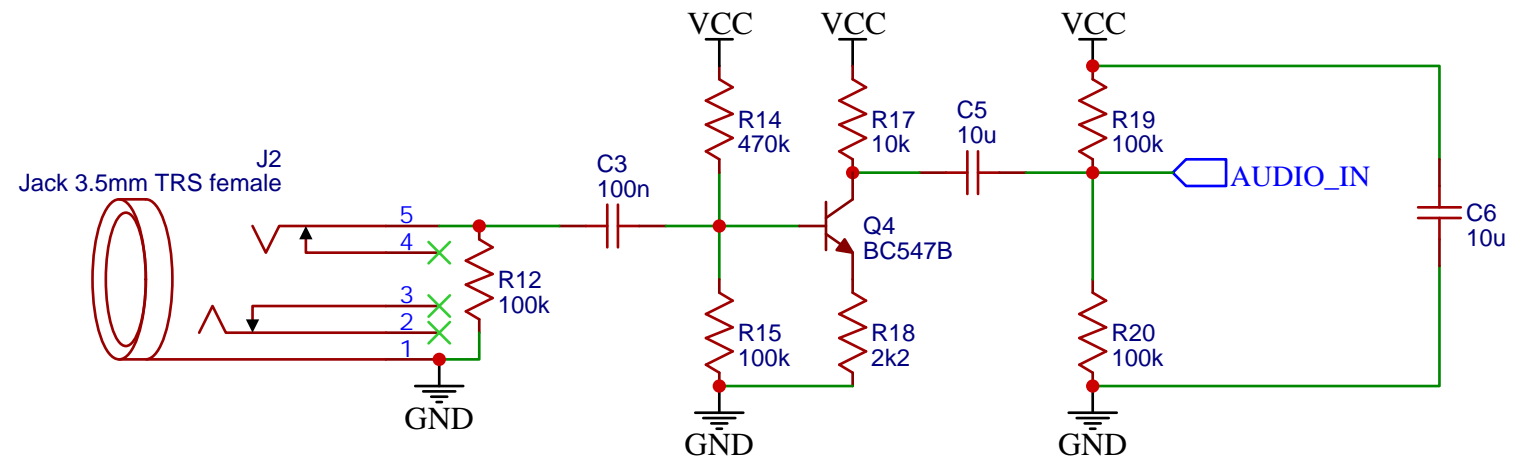 VCC
VCC
VCC
R14
470k
R17
10k
C5
10u
R19
100k
J2
Jack 3.5mm TRS female
C3
100n
AUDIO_IN
5
4
3
2
1
R12
100k
Q4
BC547B
C6
10u
R15
100k
R18
2k2
R20
100k
GND
GND
GND